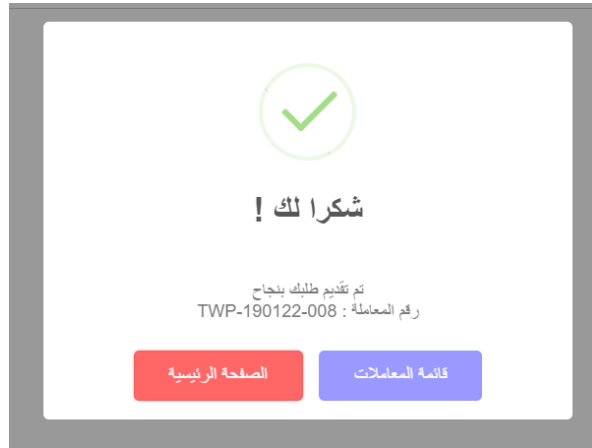 شكرا لك !
تم تقديم طلبك بنجاح
رقم المعاملة : TWP-190122-008
قائمة المعاملات
الصفحة الرئيسية